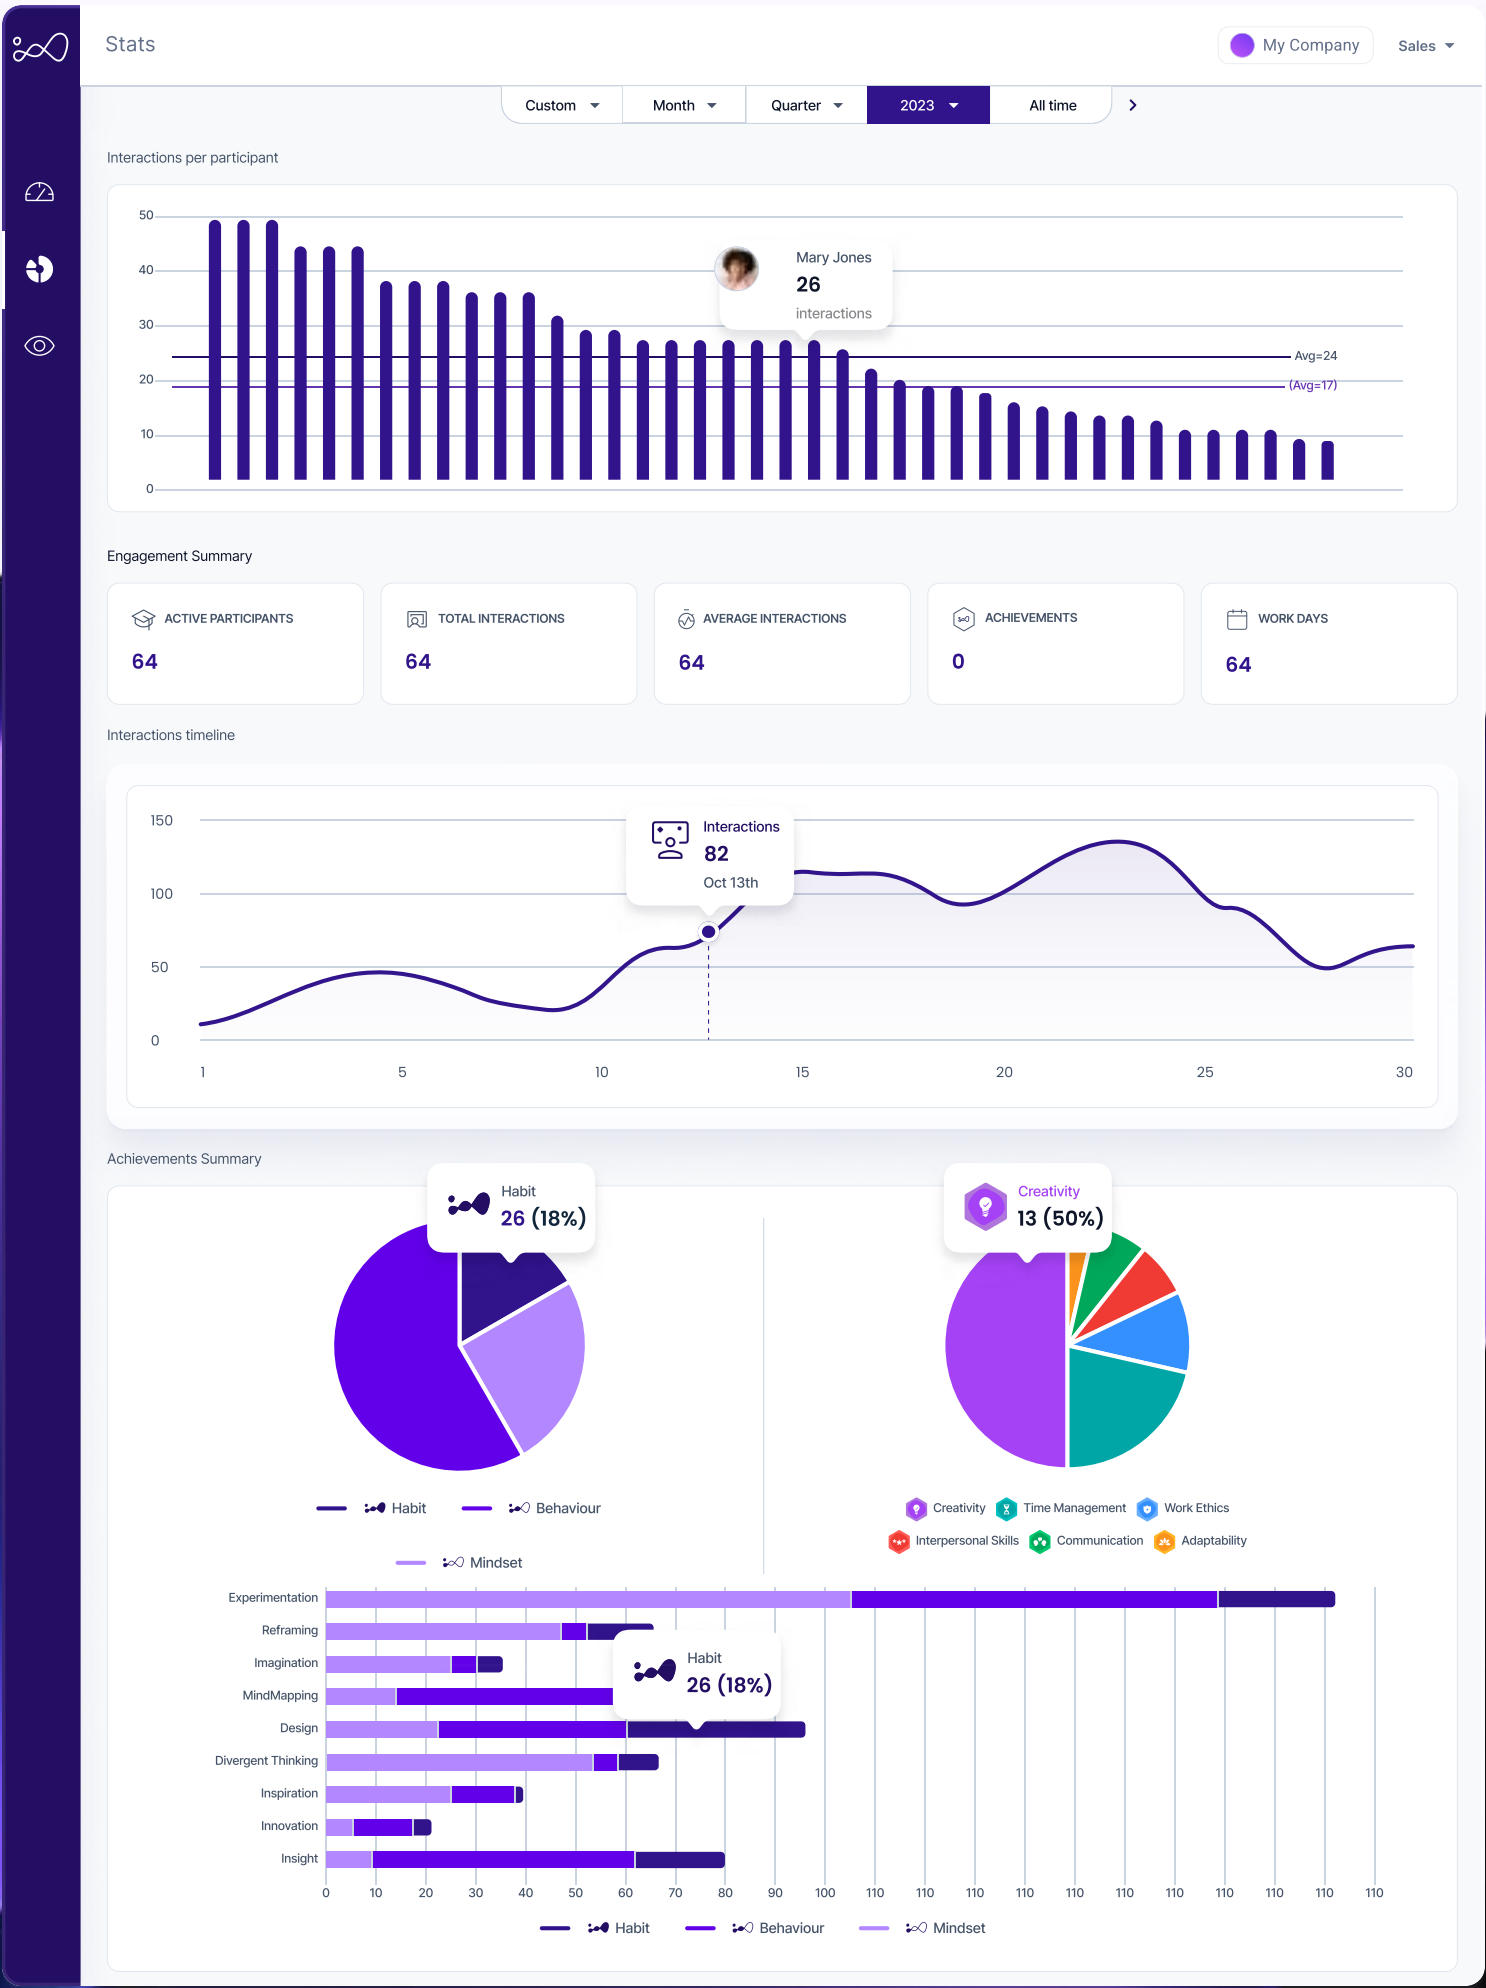 Stats
My Company
Sales
Custom
Month
Quarter
2023
All time
Interactions per participant
50
40
30
20
10
0
Mary Jones
26
interactions
Avg=24
(Avg=17)
Engagement Summary
ACTIVE PARTICIPANTS
64
TOTAL INTERACTIONS
64
AVERAGE INTERACTIONS
64
ACHIEVEMENTS
0
WORK DAYS
64
Interactions timeline
150
100
50
0
Interactions
82
Oct 13th
1 5 10 15 20 25 30
Achievements Summary
Habit
26 (18%)
Creativity
13 (50%)
Habit
Behaviour
Mindset
Creativity
Time Management
Work Ethics
Interpersonal Skills
Communication
Adaptability
Experimentation
Reframing
Imagination
MindMapping
Design
Divergent Thinking
Inspiration
Innovation
Insight
Habit
26 (18%)
0 10 20 30 40 50 60 70 80 90 100 110 110 110 110 110 110 110 110 110 110 110
Habit
Behaviour
Mindset